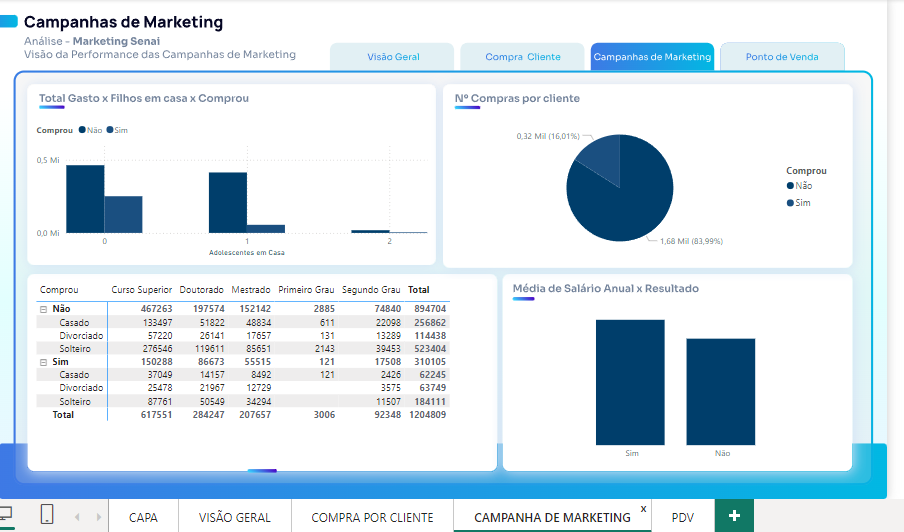 Campanhas de Marketing
Análise - Marketing Senai
Visão da Performance das Campanhas de Marketing
Visão Geral
Compra Cliente
Campanhas de Marketing
Ponto de Venda
Total Gasto x Filhos em casa x Comprou
Comprou Não Sim
0,5 Mi
0,0 Mi
0 1 2
Adolescentes em Casa
Nº Compras por cliente
0,32 Mil (16,01%)
1,68 Mil (83,99%)
Comprou
Não
Sim
Comprou Curso Superior Doutorado Mestrado Primeiro Grau Segundo Grau Total
Não 467263 197574 152142 2885 74840 894704
Casado 133497 51822 48834 611 22098 256862
Divorciado 57220 26141 17657 131 13289 114438
Solteiro 276546 119611 85651 2143 39453 523404
Sim 150288 86673 55515 121 17508 310105
Casado 37049 14157 8492 121 2426 62245
Divorciado 25478 21967 12729 3575 63749
Solteiro 87761 50549 34294 11507 184111
Total 617551 284247 207657 3006 92348 1204809
Média de Salário Anual x Resultado
Sim Não
CAPA
VISÃO GERAL
COMPRA POR CLIENTE
CAMPANHA DE MARKETING
x
PDV
+